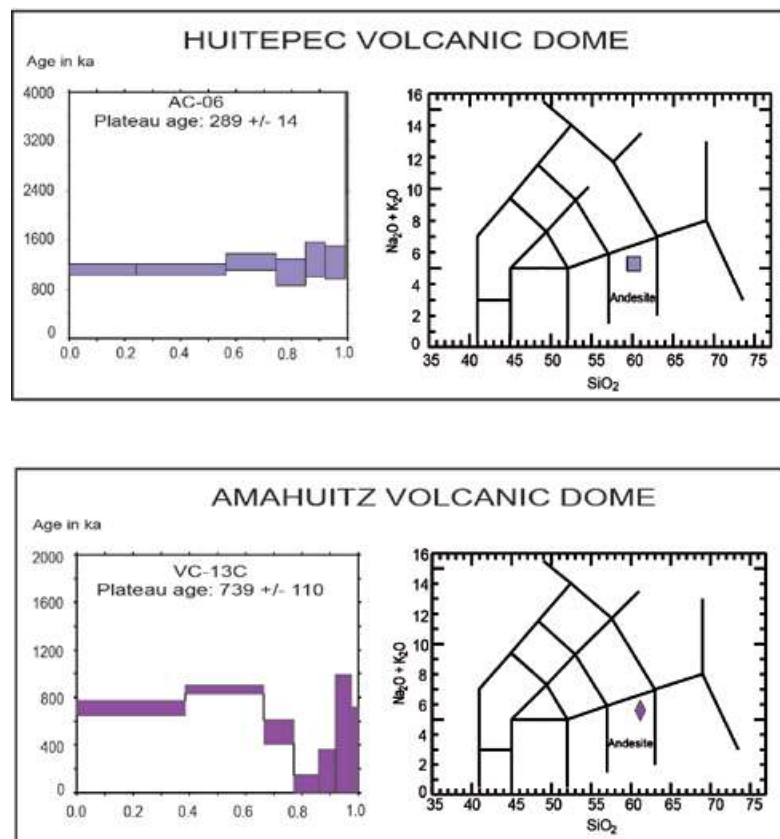 HUITEPEC VOLCANIC DOME
Age in ka
AC-06
Plateau age: 289 +/- 14
4000
3200
2400
1600
800
0
0.0 0.2 0.4 0.6 0.8 1.0
Na2O + K2O
16
14
12
10
8
6
4
2
0
Andesite
35 40 45 50 55 60 65 70 75
SiO2
AMAHUITZ VOLCANIC DOME
Age in ka
VC-13C
Plateau age: 739 +/- 110
2000
1600
1200
800
400
0
0.0 0.2 0.4 0.6 0.8 1.0
Na2O + K2O
16
14
12
10
8
6
4
2
0
Andesite
35 40 45 50 55 60 65 70 75
SiO2